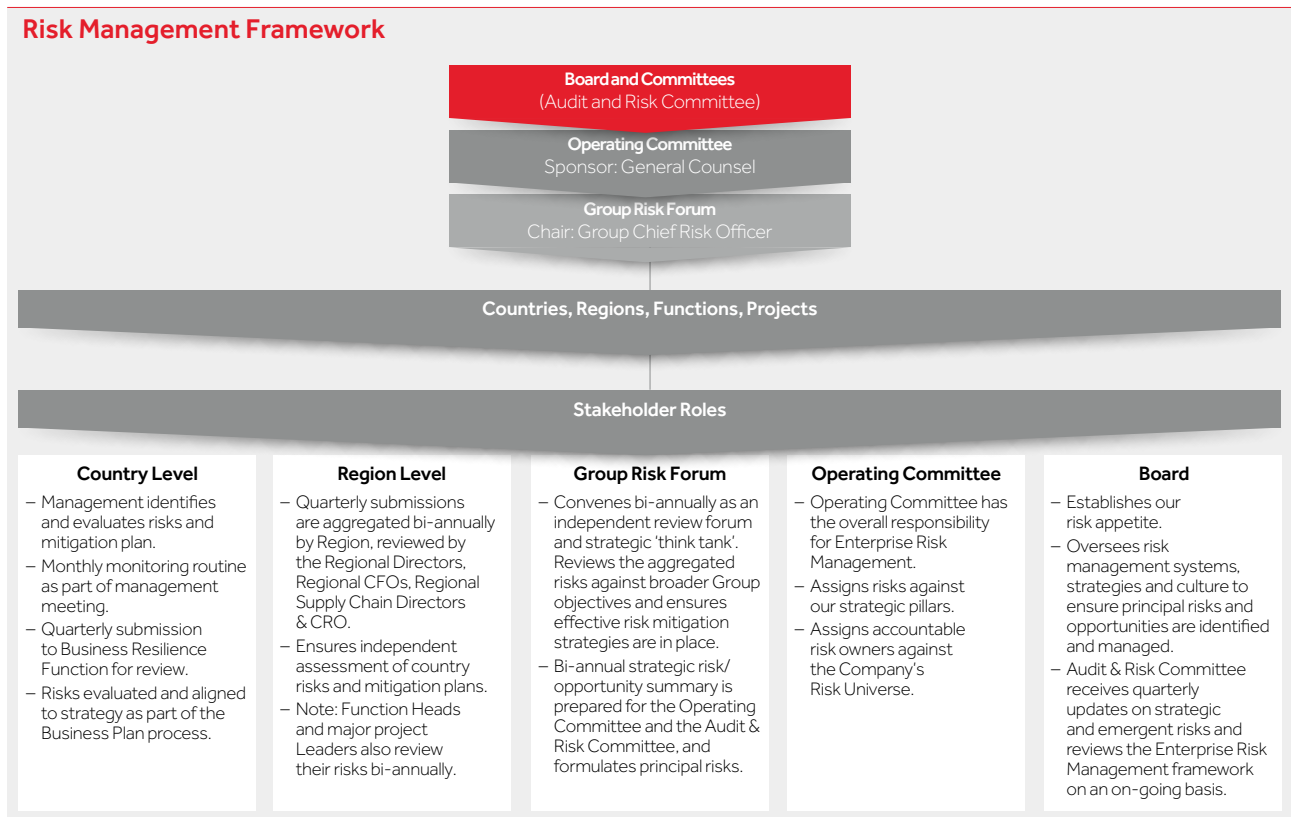 Risk Management Framework
Board and Committees
(Audit and Risk Committee)
Operating Committee
Sponsor: General Counsel
Group Risk Forum
Chair: Group Chief Risk Officer
Countries, Regions, Functions, Projects
Stakeholder Roles
Country Level
– Management identifies
and evaluates risks and
mitigation plan.
– Monthly monitoring routine
as part of management
meeting.
– Quarterly submission
to Business Resilience
Function for review.
– Risks evaluated and aligned
to strategy as part of the
Business Plan process.
Region Level
– Quarterly submissions
are aggregated bi-annually
by Region, reviewed by
the Regional Directors,
Regional CFOs, Regional
Supply Chain Directors
& CRO.
– Ensures independent
assessment of country
risks and mitigation plans.
– Note: Function Heads
and major project
Leaders also review
their risks bi-annually.
Group Risk Forum
– Convenes bi-annually as an
independent review forum
and strategic 'think tank'.
Reviews the aggregated
risks against broader Group
objectives and ensures
effective risk mitigation
strategies are in place.
– Bi-annual strategic risk/
opportunity summary is
prepared for the Operating
Committee and the Audit &
Risk Committee, and
formulates principal risks.
Operating Committee
– Operating Committee has
the overall responsibility
for Enterprise Risk
Management.
– Assigns risks against
our strategic pillars.
– Assigns accountable
risk owners against
the Company's
Risk Universe.
Board
– Establishes our
risk appetite.
– Oversees risk
management systems,
strategies and culture to
ensure principal risks and
opportunities are identified
and managed.
– Audit & Risk Committee
receives quarterly
updates on strategic
and emergent risks and
reviews the Enterprise Risk
Management framework
on an on-going basis.